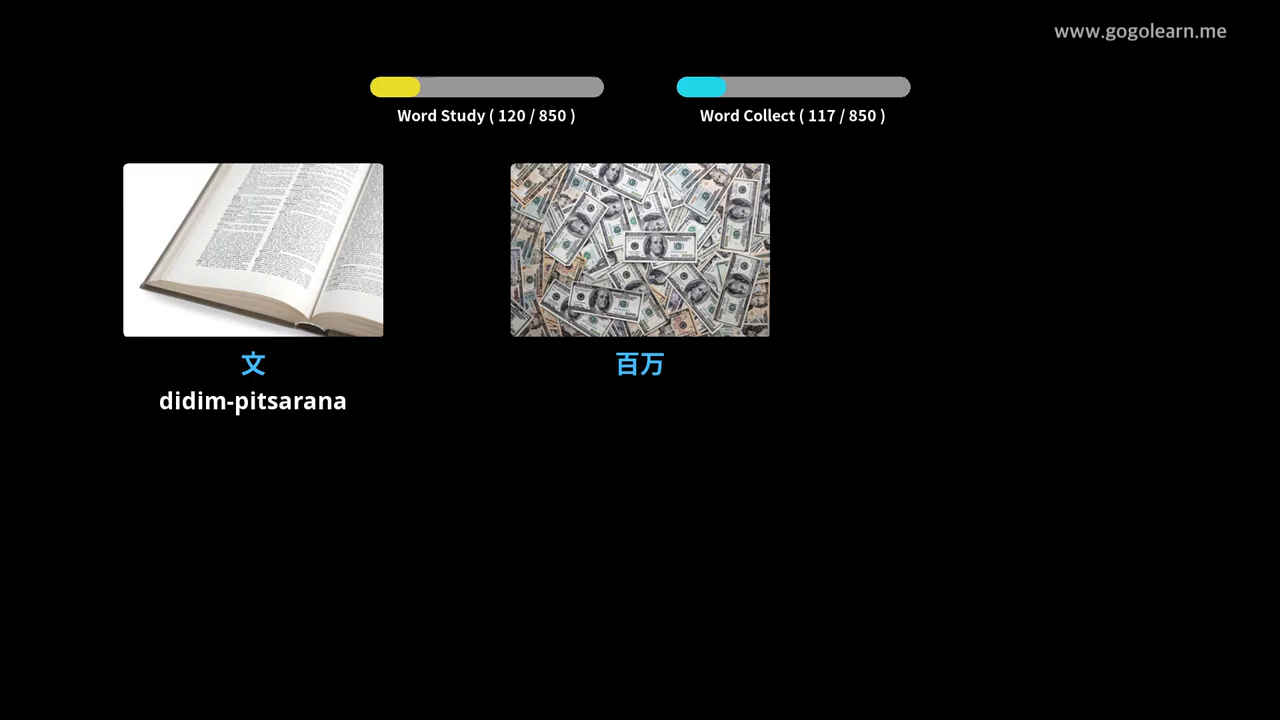 www.gogolearn.me
Word Study ( 120 / 850 )
Word Collect ( 117 / 850 )
文
didim-pitsarana
百万